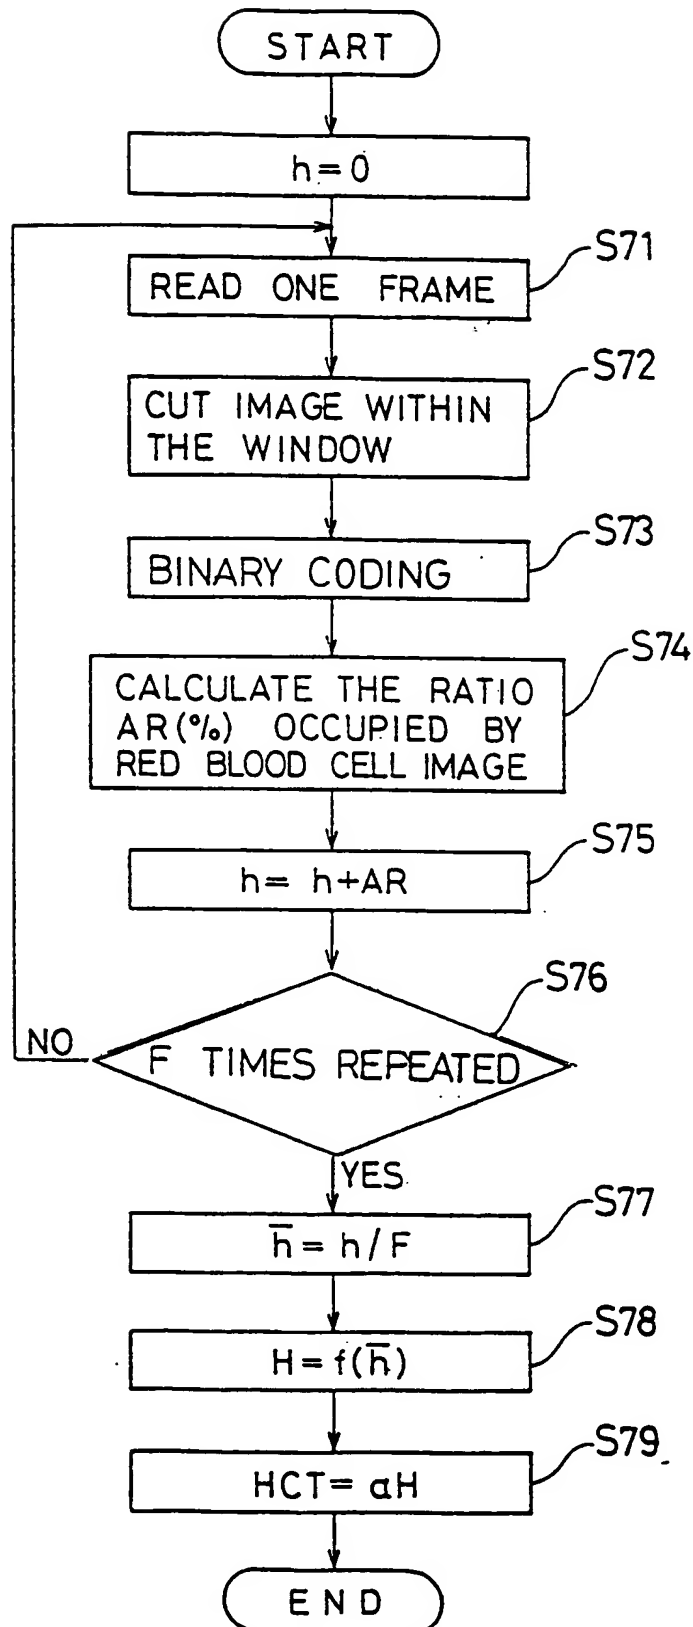 START
h=0
S71
READ ONE FRAME
S72
CUT IMAGE WITHIN
THE WINDOW
S73
BINARY CODING
S74
CALCULATE THE RATIO
AR(%) OCCUPIED BY
RED BLOOD CELL IMAGE
S75
h= h+AR
S76
F TIMES REPEATED
NO
YES
S77
h̅ = h/F
S78
H=f(h̅)
S79
HCT= aH
END